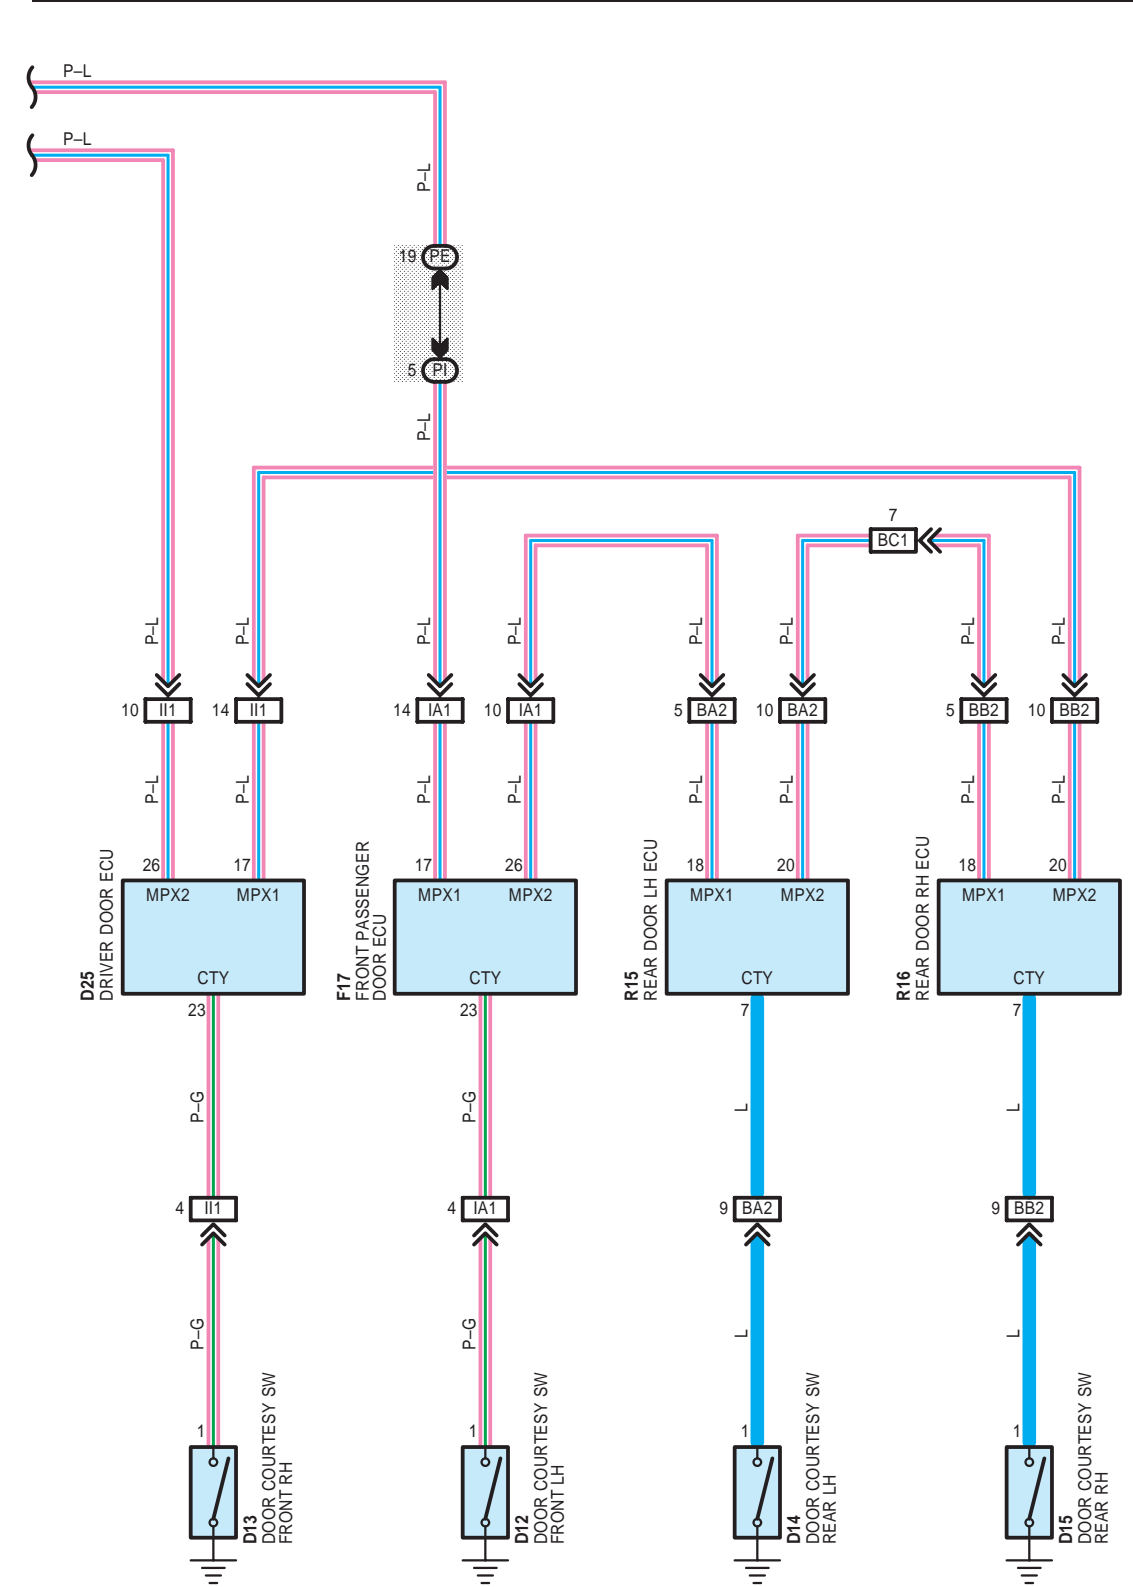 P–L
P–L
P–L
19 PE
5 PI
P–L
7
BC1
P–L
P–L
P–L
P–L
P–L
P–L
P–L
P–L
10 II1
14 II1
14 IA1
10 IA1
5 BA2
10 BA2
5 BB2
10 BB2
P–L
P–L
P–L
P–L
P–L
P–L
P–L
P–L
26
17
17
26
18
20
18
20
MPX2
MPX1
MPX1
MPX2
MPX1
MPX2
MPX1
MPX2
CTY
CTY
CTY
CTY
D25
DRIVER DOOR ECU
F17
FRONT PASSENGER
DOOR ECU
R15
REAR DOOR LH ECU
R16
REAR DOOR RH ECU
23
23
7
7
P–G
P–G
L
L
4 II1
4 IA1
9 BA2
9 BB2
P–G
P–G
L
L
1
1
1
1
D13
DOOR COURTESY SW
FRONT RH
D12
DOOR COURTESY SW
FRONT LH
D14
DOOR COURTESY SW
REAR LH
D15
DOOR COURTESY SW
REAR RH